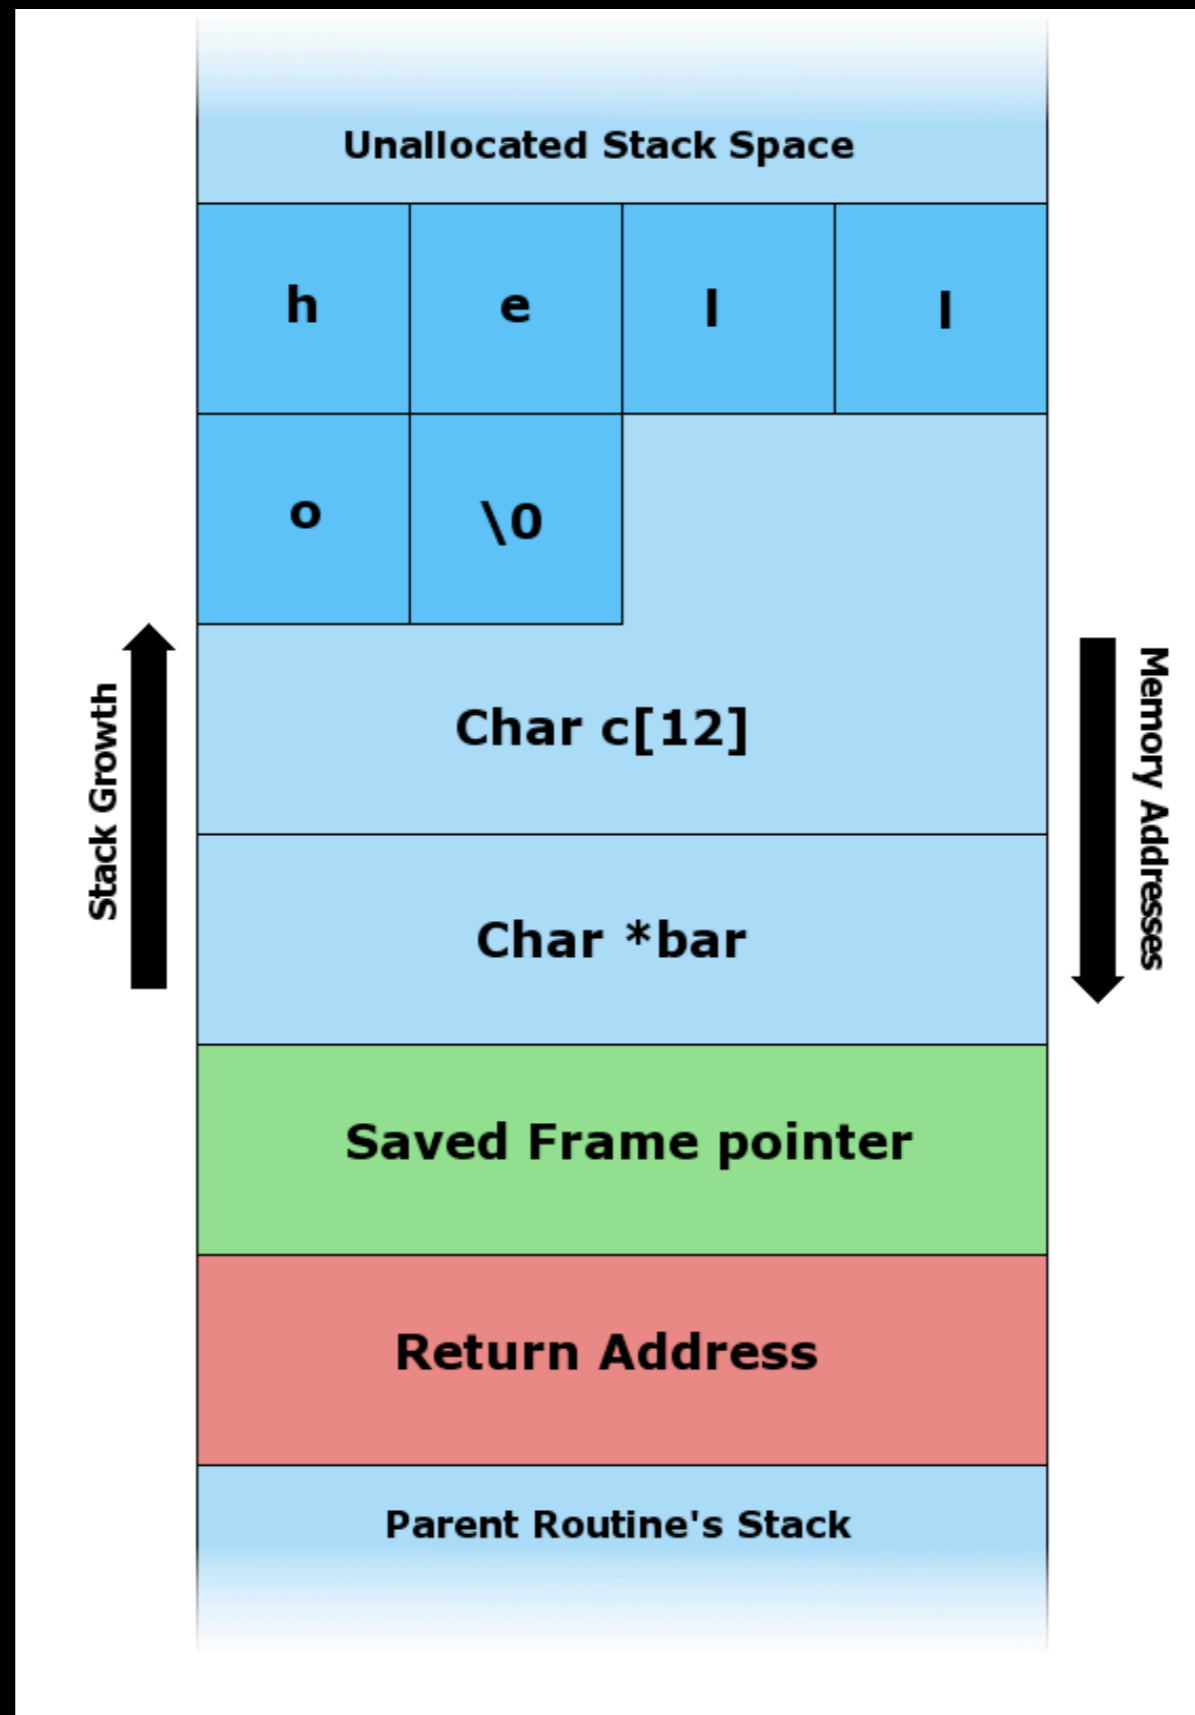 Unallocated Stack Space
h e l l
o \0
Char c[12]
Stack Growth
Memory Addresses
Char *bar
Saved Frame pointer
Return Address
Parent Routine's Stack